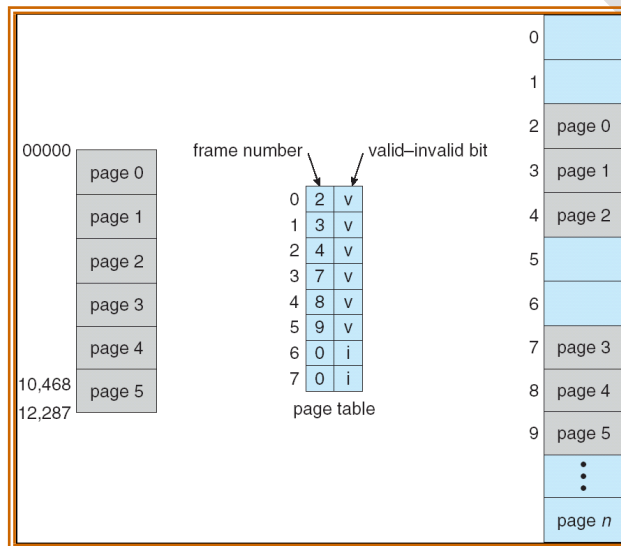 00000
page 0
page 1
page 2
page 3
page 4
10,468
page 5
12,287
frame number
valid–invalid bit
0 2 v
1 3 v
2 4 v
3 7 v
4 8 v
5 9 v
6 0 i
7 0 i
page table
0
1
2 page 0
3 page 1
4 page 2
5
6
7 page 3
8 page 4
9 page 5
page n